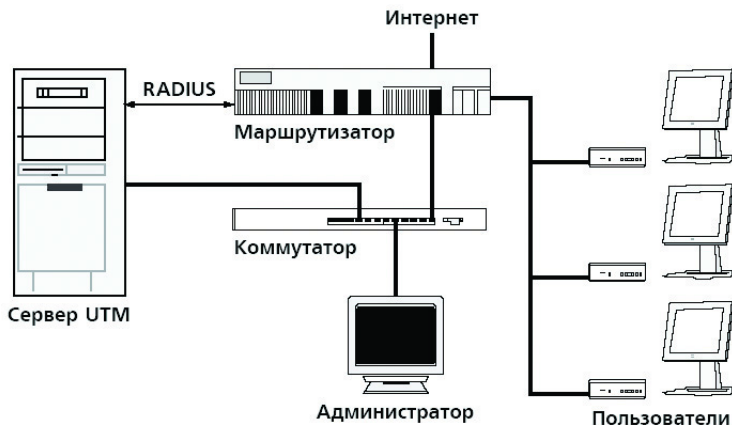 Интернет
RADIUS
Маршрутизатор
Коммутатор
Сервер UTM
Администратор
Пользователи